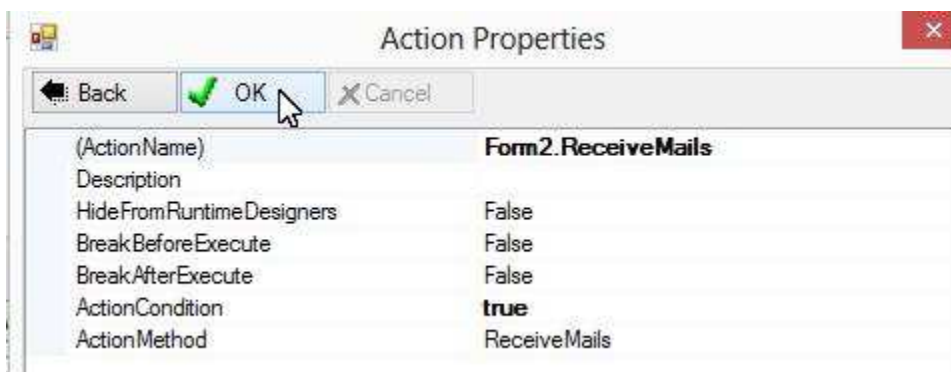 Action Properties
Back OK Cancel
(ActionName) Form2.ReceiveMails
Description
HideFromRuntimeDesigners False
BreakBeforeExecute False
BreakAfterExecute False
ActionCondition true
ActionMethod ReceiveMails